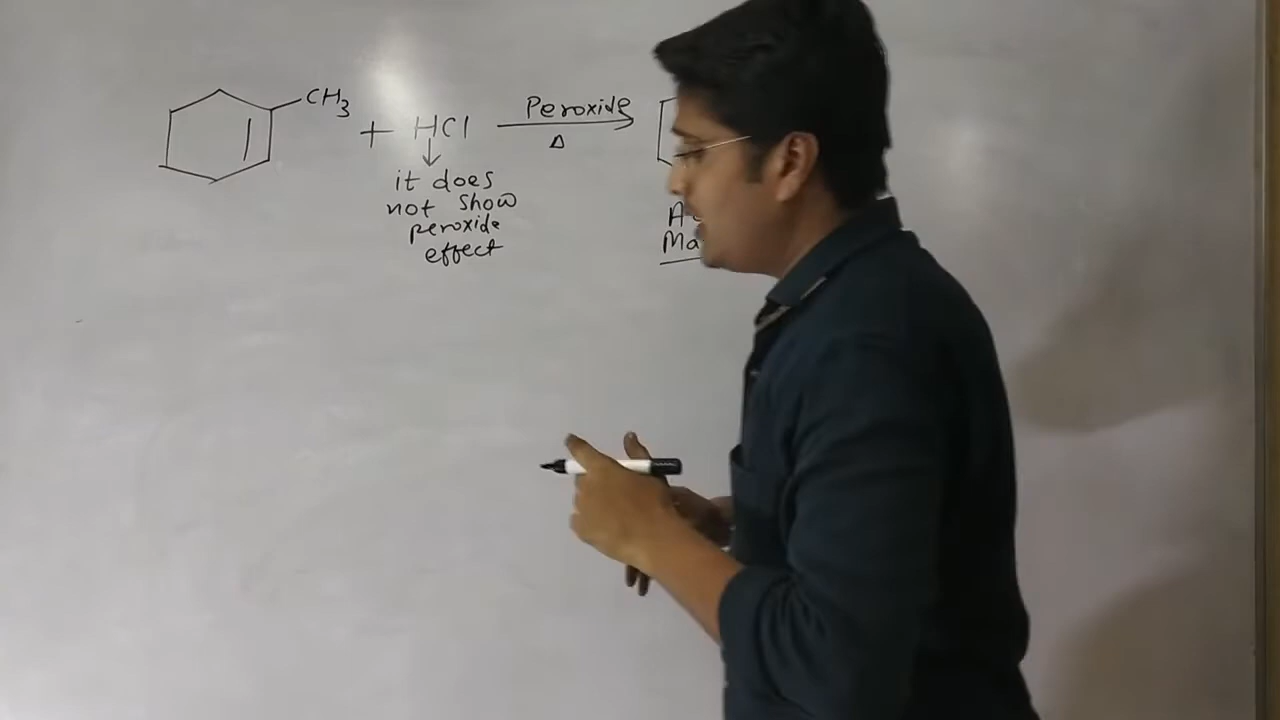 CH3
+ HCl
Peroxide
Δ
it does
not show
peroxide
effect